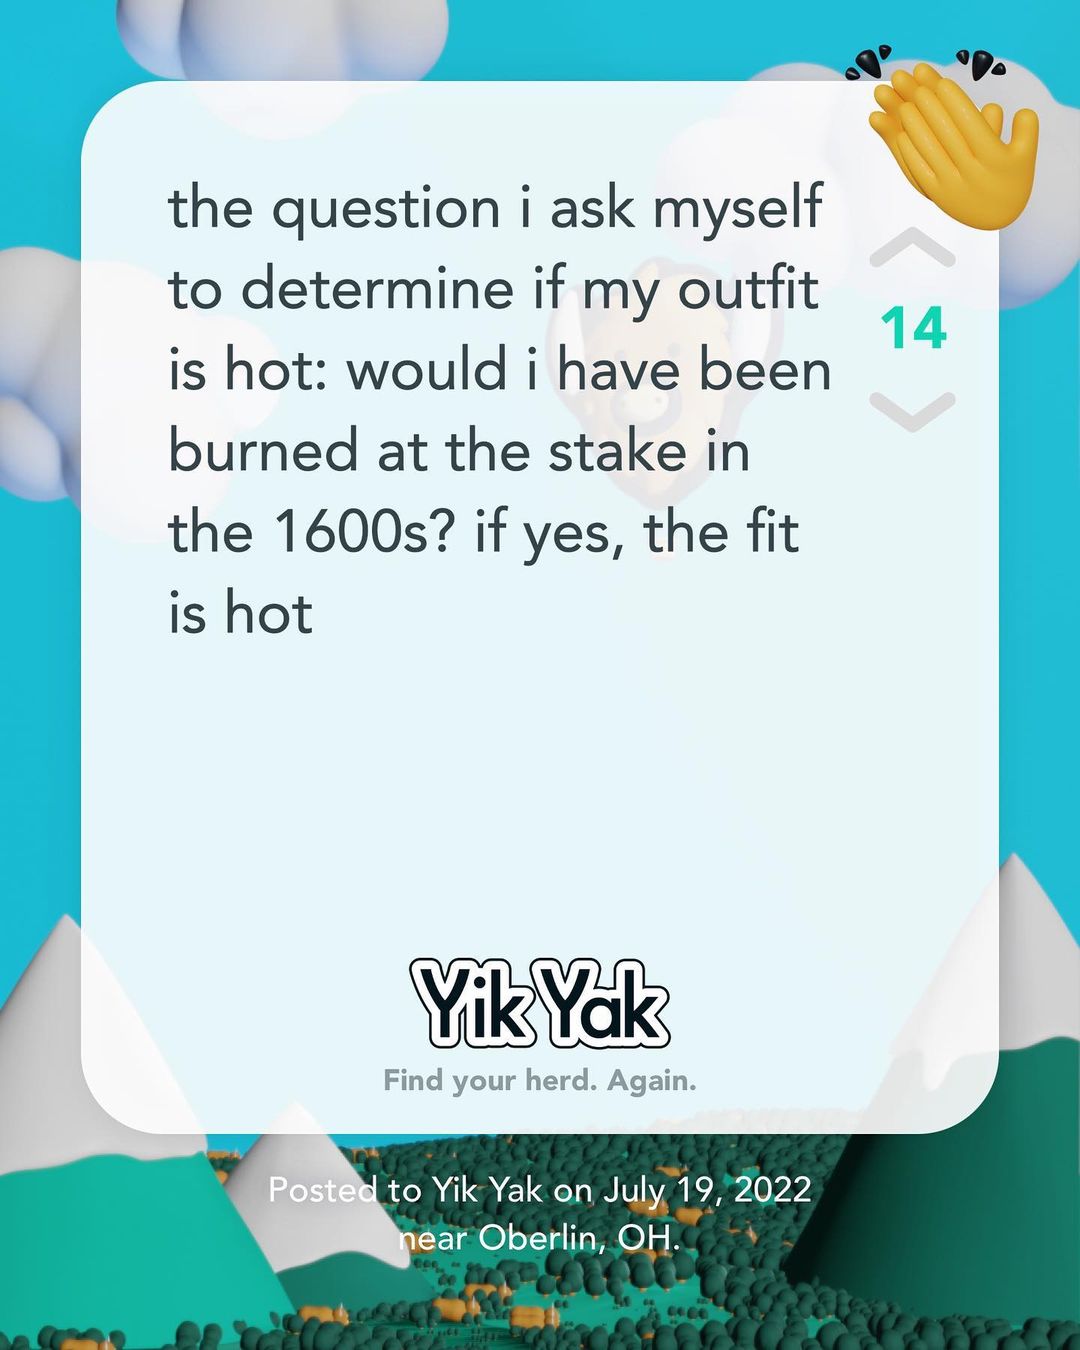 the question i ask myself
to determine if my outfit
is hot: would i have been
burned at the stake in
the 1600s? if yes, the fit
is hot
14
Yik Yak
Find your herd. Again.
Posted to Yik Yak on July 19, 2022
near Oberlin, OH.